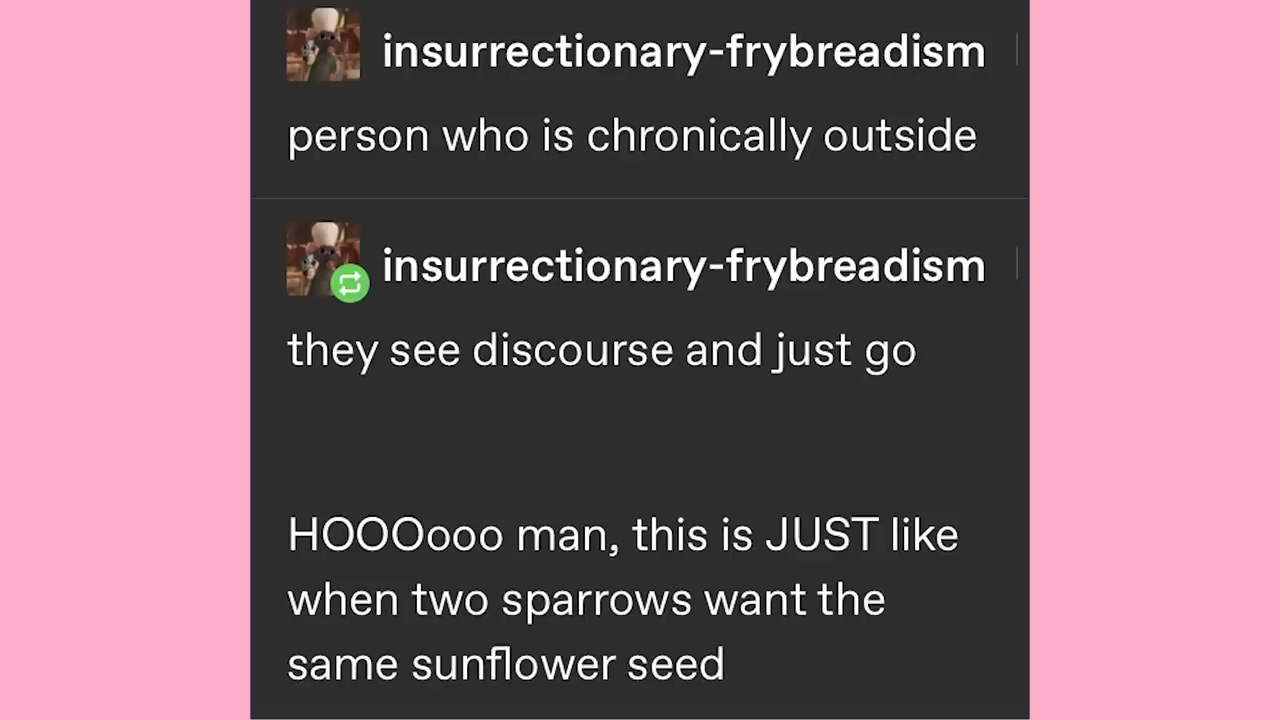 insurrectionary-frybreadism
person who is chronically outside
insurrectionary-frybreadism
they see discourse and just go
HOOOooo man, this is JUST like
when two sparrows want the
same sunflower seed